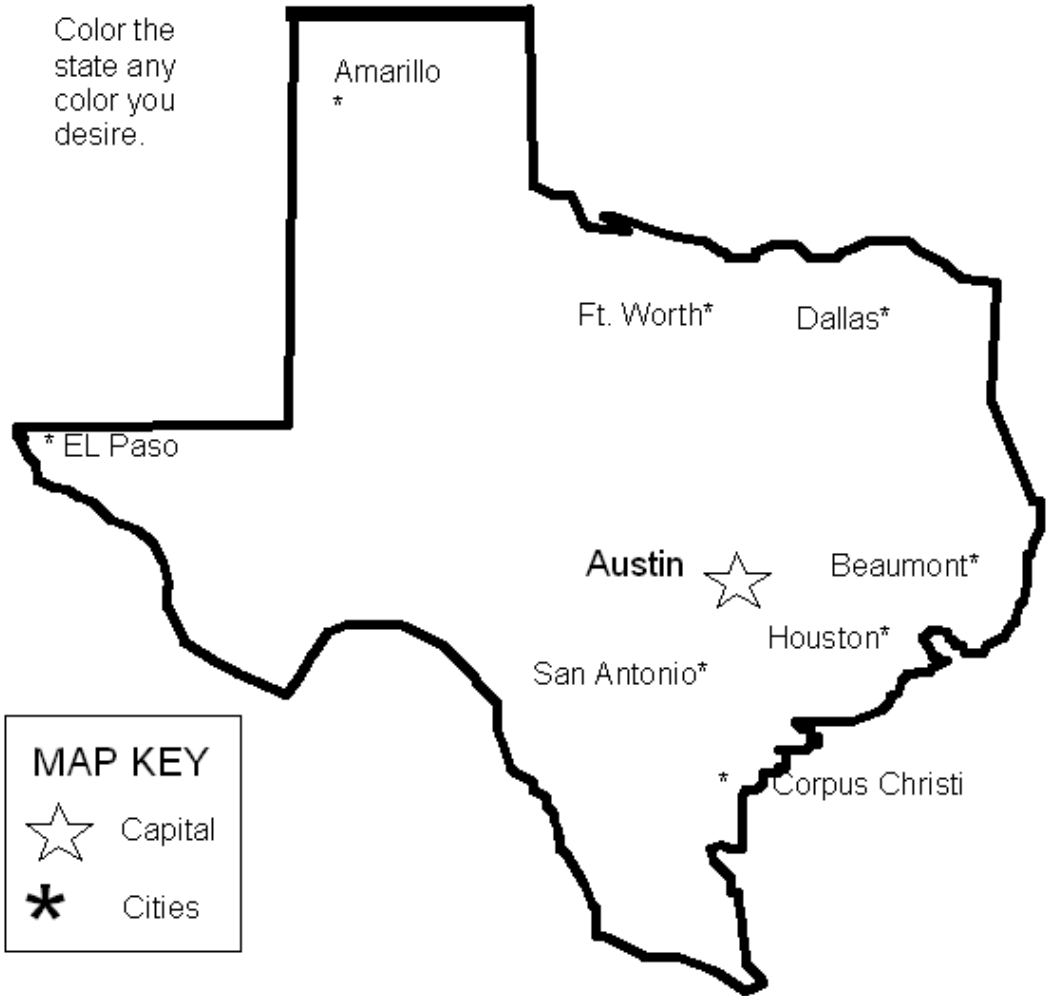 Color the
state any
color you
desire.
Amarillo
*
Ft. Worth*
Dallas*
* EL Paso
Austin
Beaumont*
Houston*
San Antonio*
* Corpus Christi
MAP KEY
Capital
* Cities